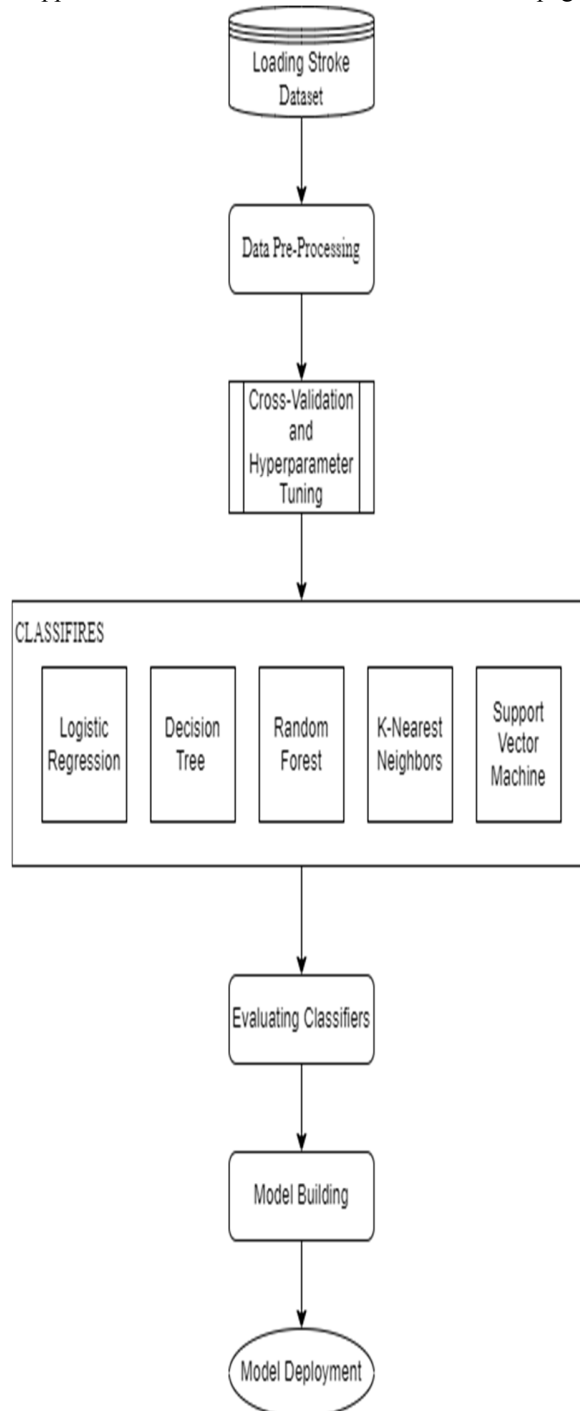 Loading Stroke
Dataset
Data Pre-Processing
Cross-Validation
and
Hyperparameter
Tuning
CLASSIFIRES
Logistic
Regression
Decision
Tree
Random
Forest
K-Nearest
Neighbors
Support
Vector
Machine
Evaluating Classifiers
Model Building
Model Deployment